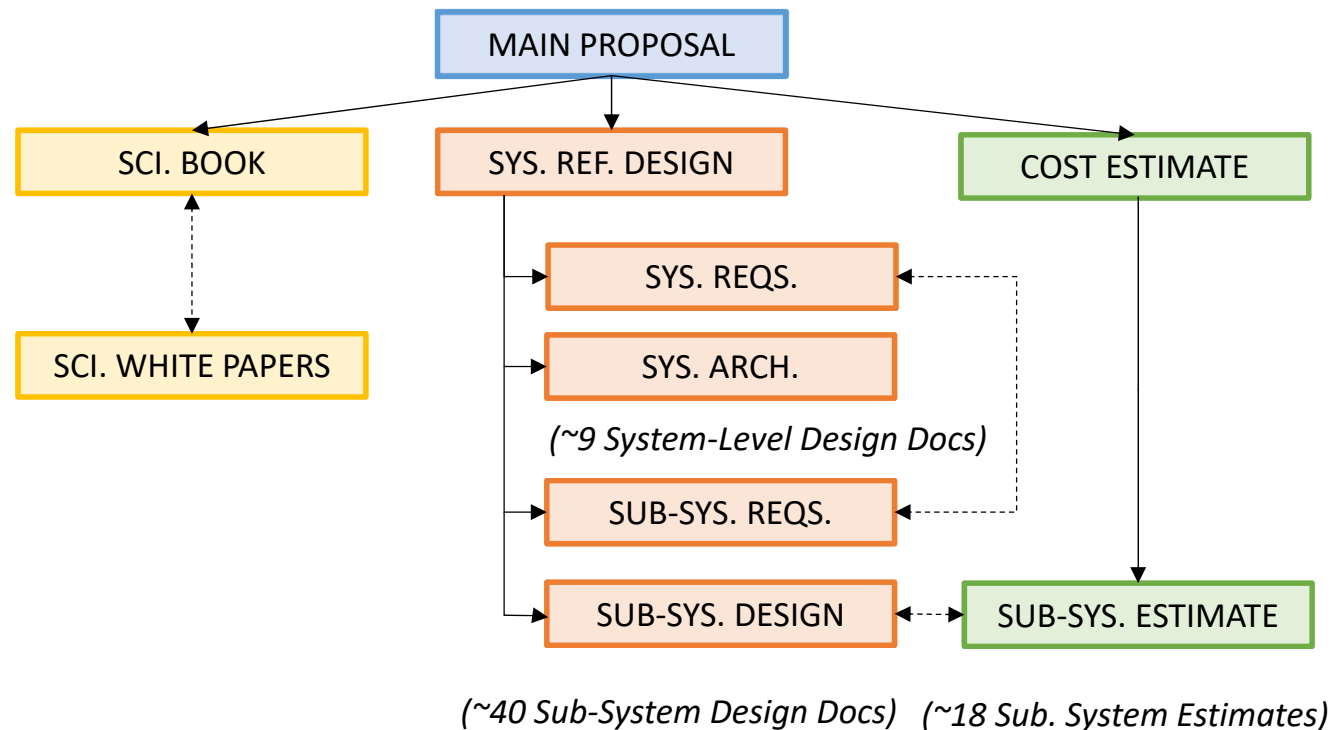 MAIN PROPOSAL
SCI. BOOK
SYS. REF. DESIGN
COST ESTIMATE
SYS. REQS.
SCI. WHITE PAPERS
SYS. ARCH.
(~9 System-Level Design Docs)
SUB-SYS. REQS.
SUB-SYS. DESIGN
SUB-SYS. ESTIMATE
(~40 Sub-System Design Docs)
(~18 Sub. System Estimates)